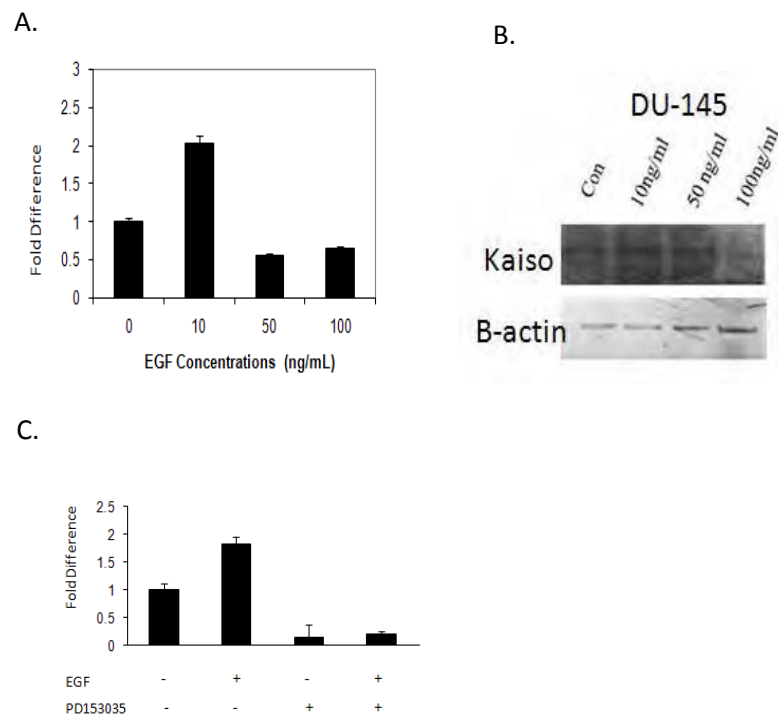 A.
3
2.5
2
1.5
1
0.5
0
Fold Dfifference
0 10 50 100
EGF Concentrations (ng/mL)
B.
DU-145
Con 10ng/ml 50 ng/ml 100ng/ml
Kaiso
B-actin
C.
2.5
2
1.5
1
0.5
0
Fold Difference
EGF - + - +
PD153035 - - + +